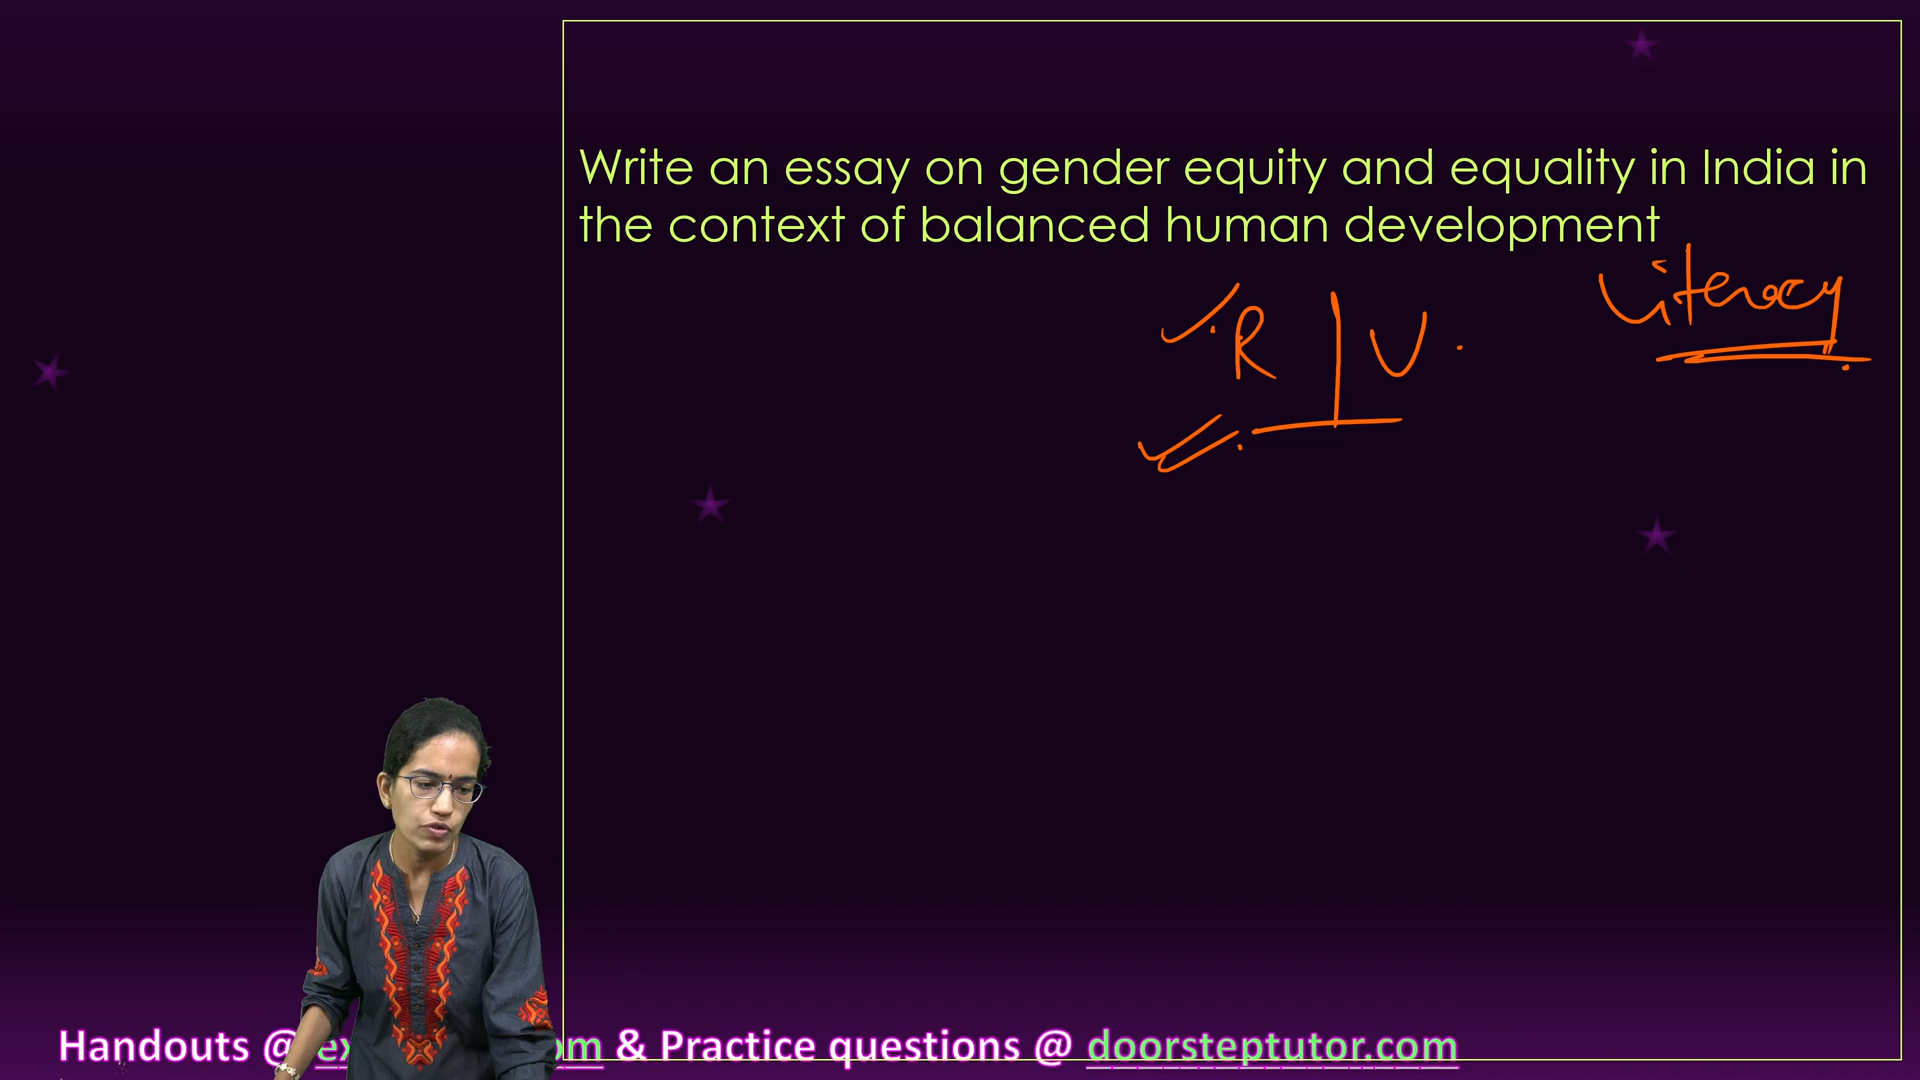 Write an essay on gender equity and equality in India in
the context of balanced human development
Literacy
R | U
Handouts @ & Practice questions @ doorsteptutor.com